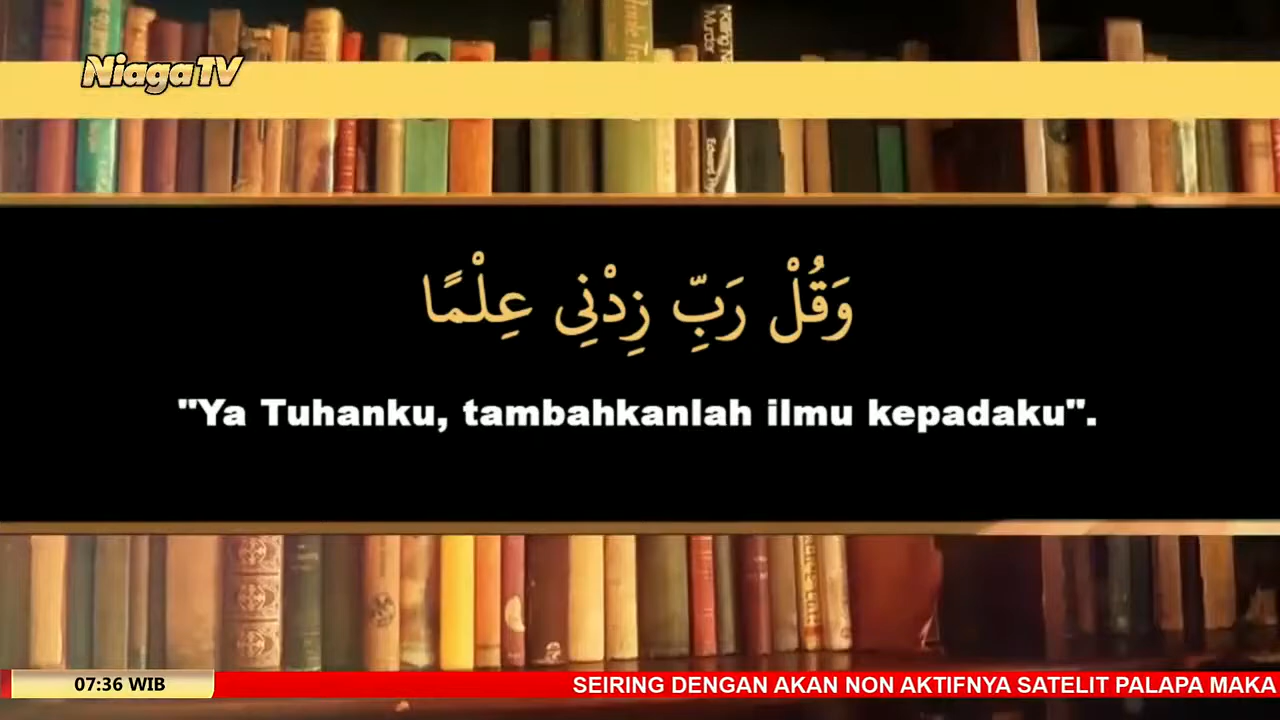 NiagaTV
وَقُلْ رَبِّ زِدْنِى عِلْمًا
"Ya Tuhanku, tambahkanlah ilmu kepadaku".
07:36 WIB
SEIRING DENGAN AKAN NON AKTIFNYA SATELIT PALAPA MAKA